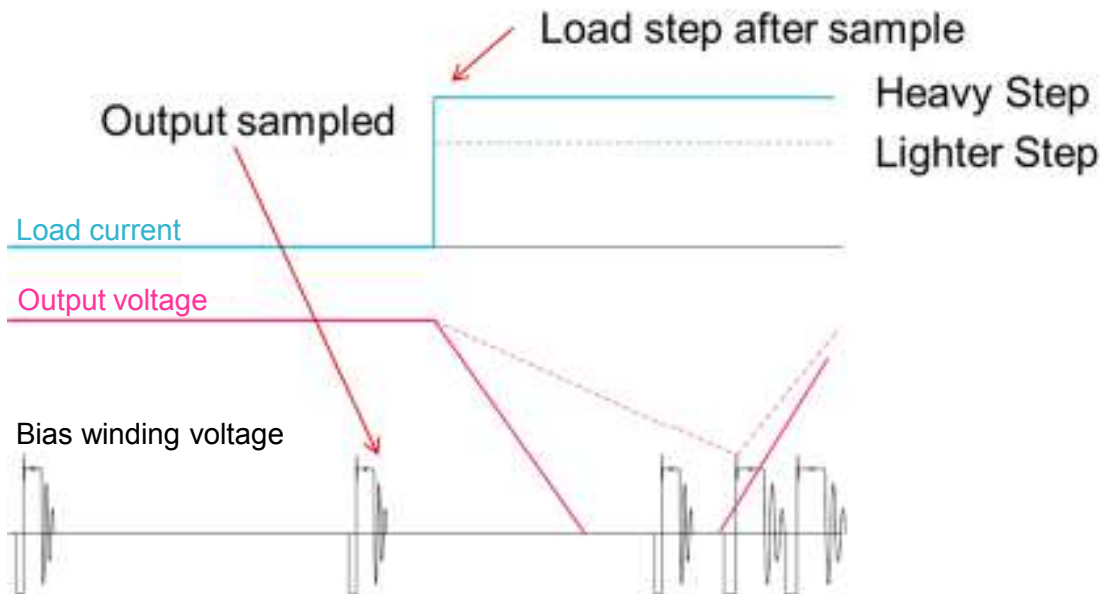 Load step after sample
Heavy Step
Output sampled
Lighter Step
Load current
Output voltage
Bias winding voltage